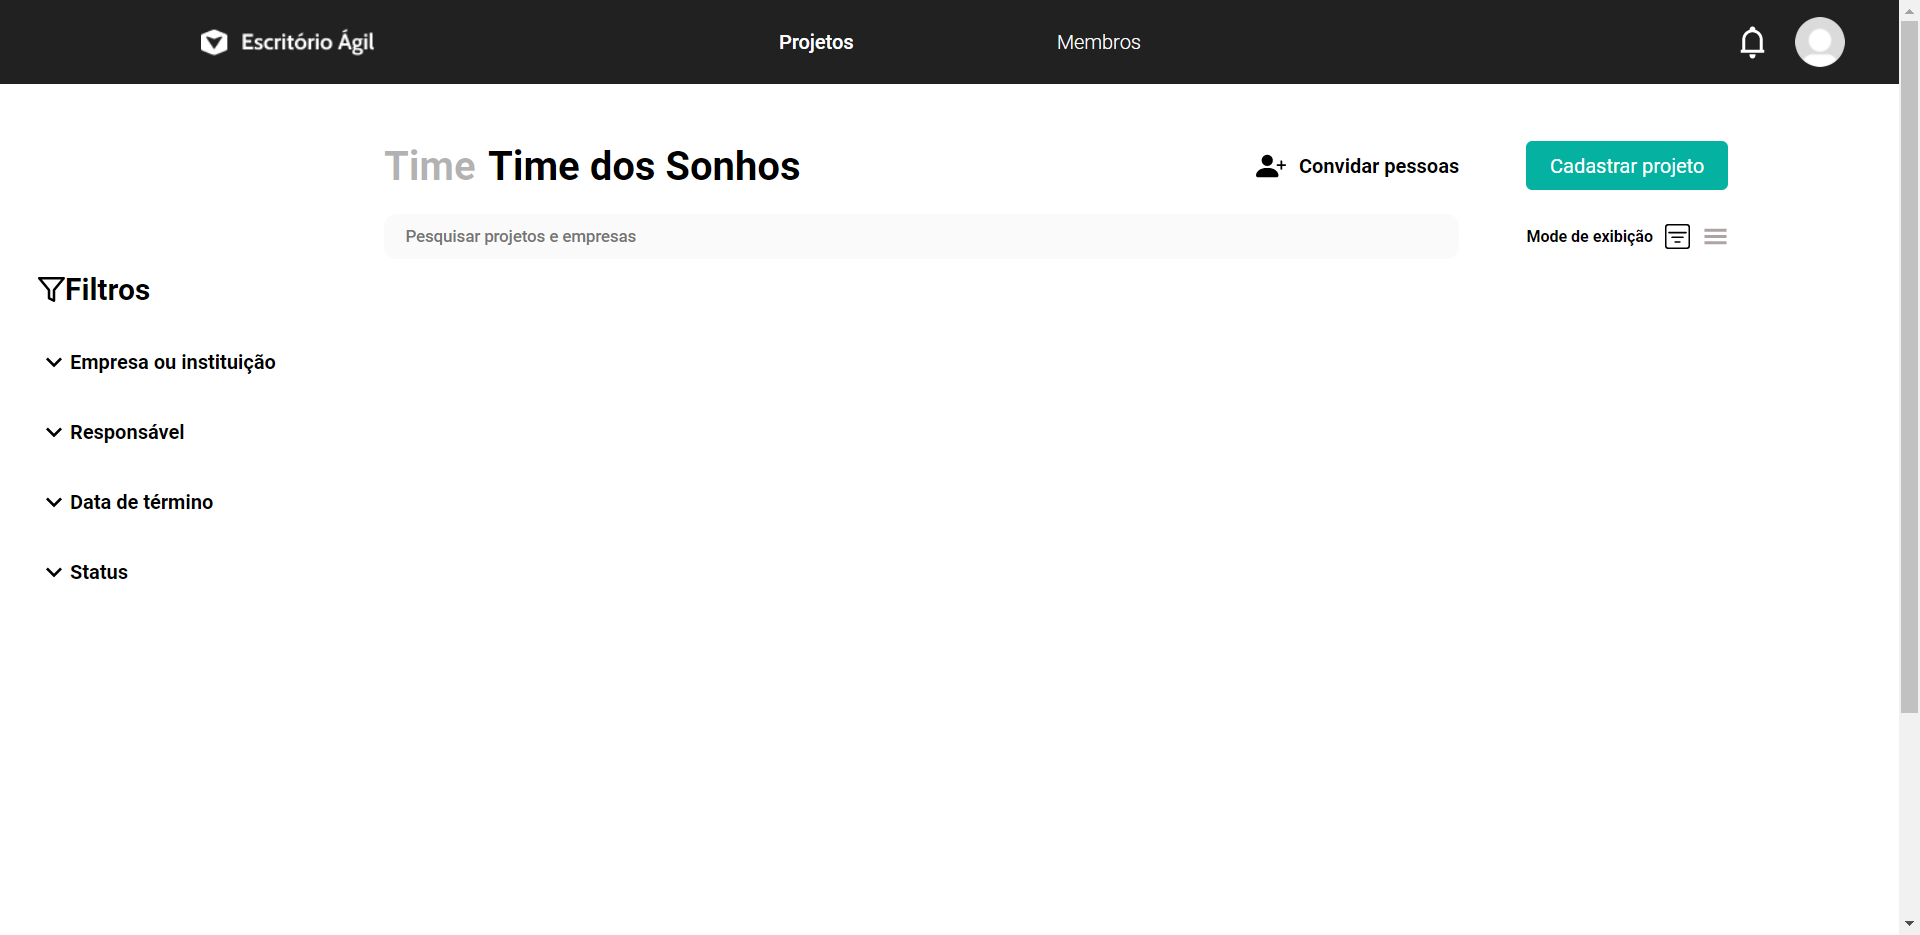 Escritório Ágil
Projetos
Membros
Time Time dos Sonhos
Convidar pessoas
Cadastrar projeto
Pesquisar projetos e empresas
Mode de exibição
Filtros
Empresa ou instituição
Responsável
Data de término
Status